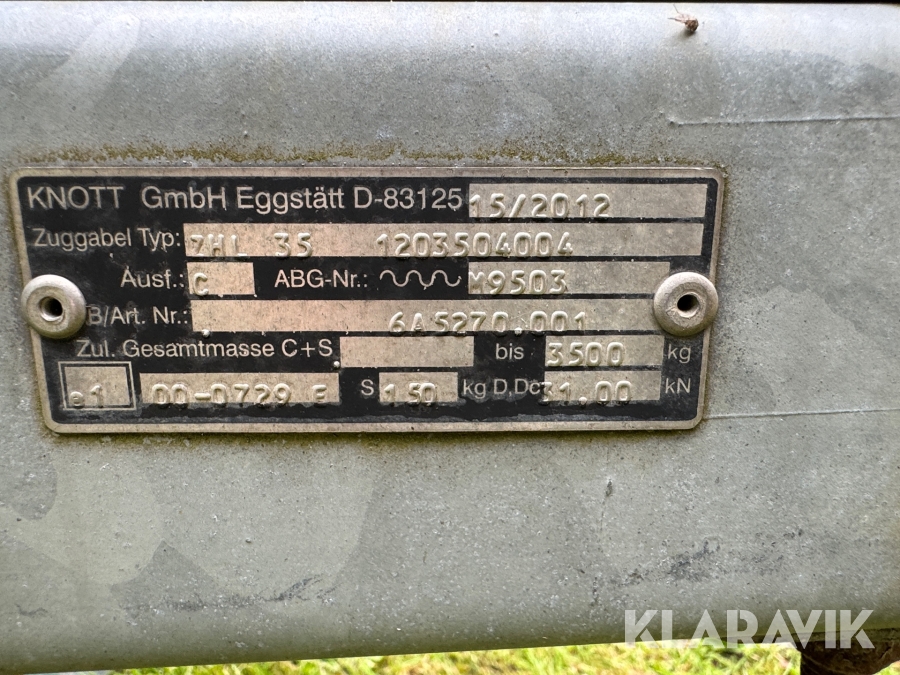 KNOTT GmbH Eggstätt D-83125 15/2012
Zuggabel Typ: ZHL 35 1203504004
Ausf.: C ABG-Nr.: M9503
B/Art. Nr.: 6A5270.001
Zul. Gesamtmasse C+S bis 3500 kg
e1 00-0729 E S 150 kg D,Dc 31.00 kN
KLARAVIK